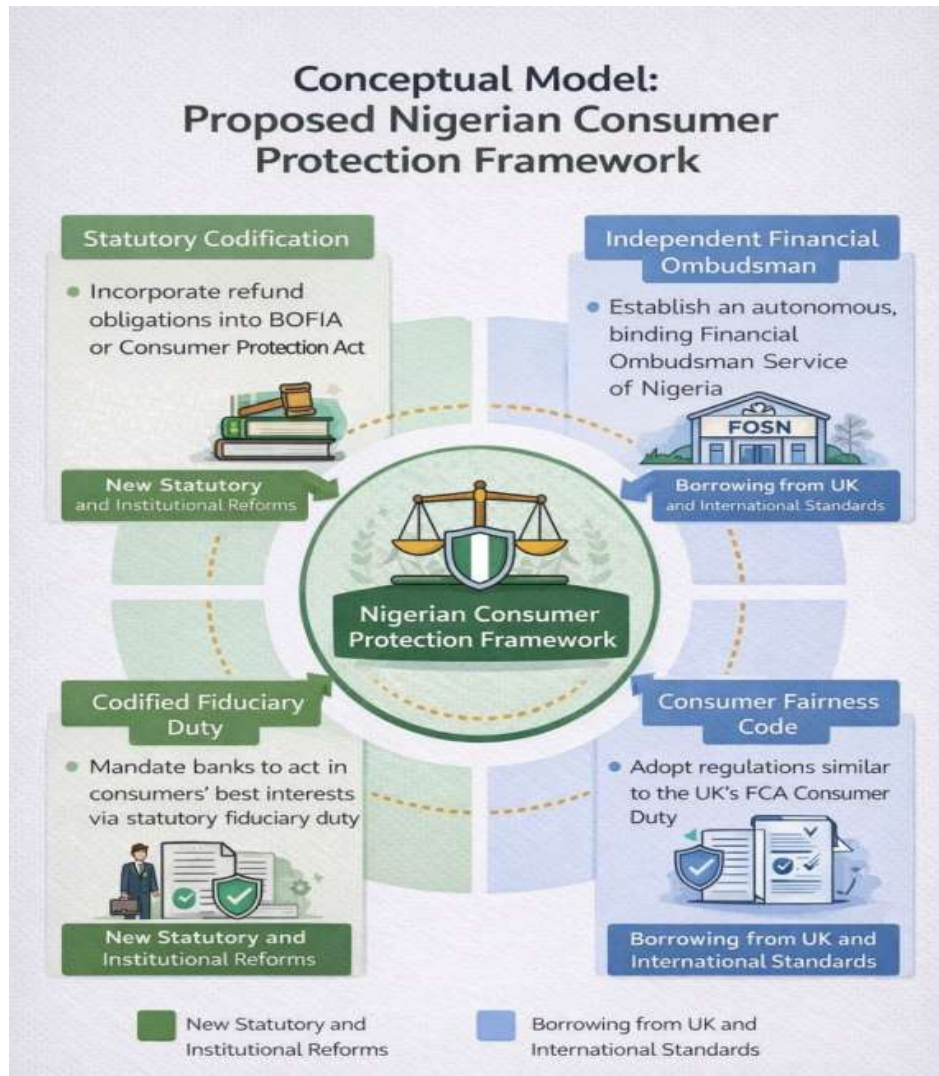 Conceptual Model:
Proposed Nigerian Consumer
Protection Framework
Statutory Codification
• Incorporate refund
obligations into BOFIA
or Consumer Protection Act
New Statutory
and Institutional Reforms
Independent Financial
Ombudsman
• Establish an autonomous,
binding Financial
Ombudsman Service
of Nigeria
FOSN
Borrowing from UK
and International Standards
Nigerian Consumer
Protection Framework
Codified Fiduciary
Duty
• Mandate banks to act in
consumers' best interests
via statutory fiduciary duty
New Statutory and
Institutional Reforms
Consumer Fairness
Code
• Adopt regulations similar
to the UK's FCA Consumer
Duty
Borrowing from UK and
International Standards
New Statutory and
Institutional Reforms
Borrowing from UK and
International Standards